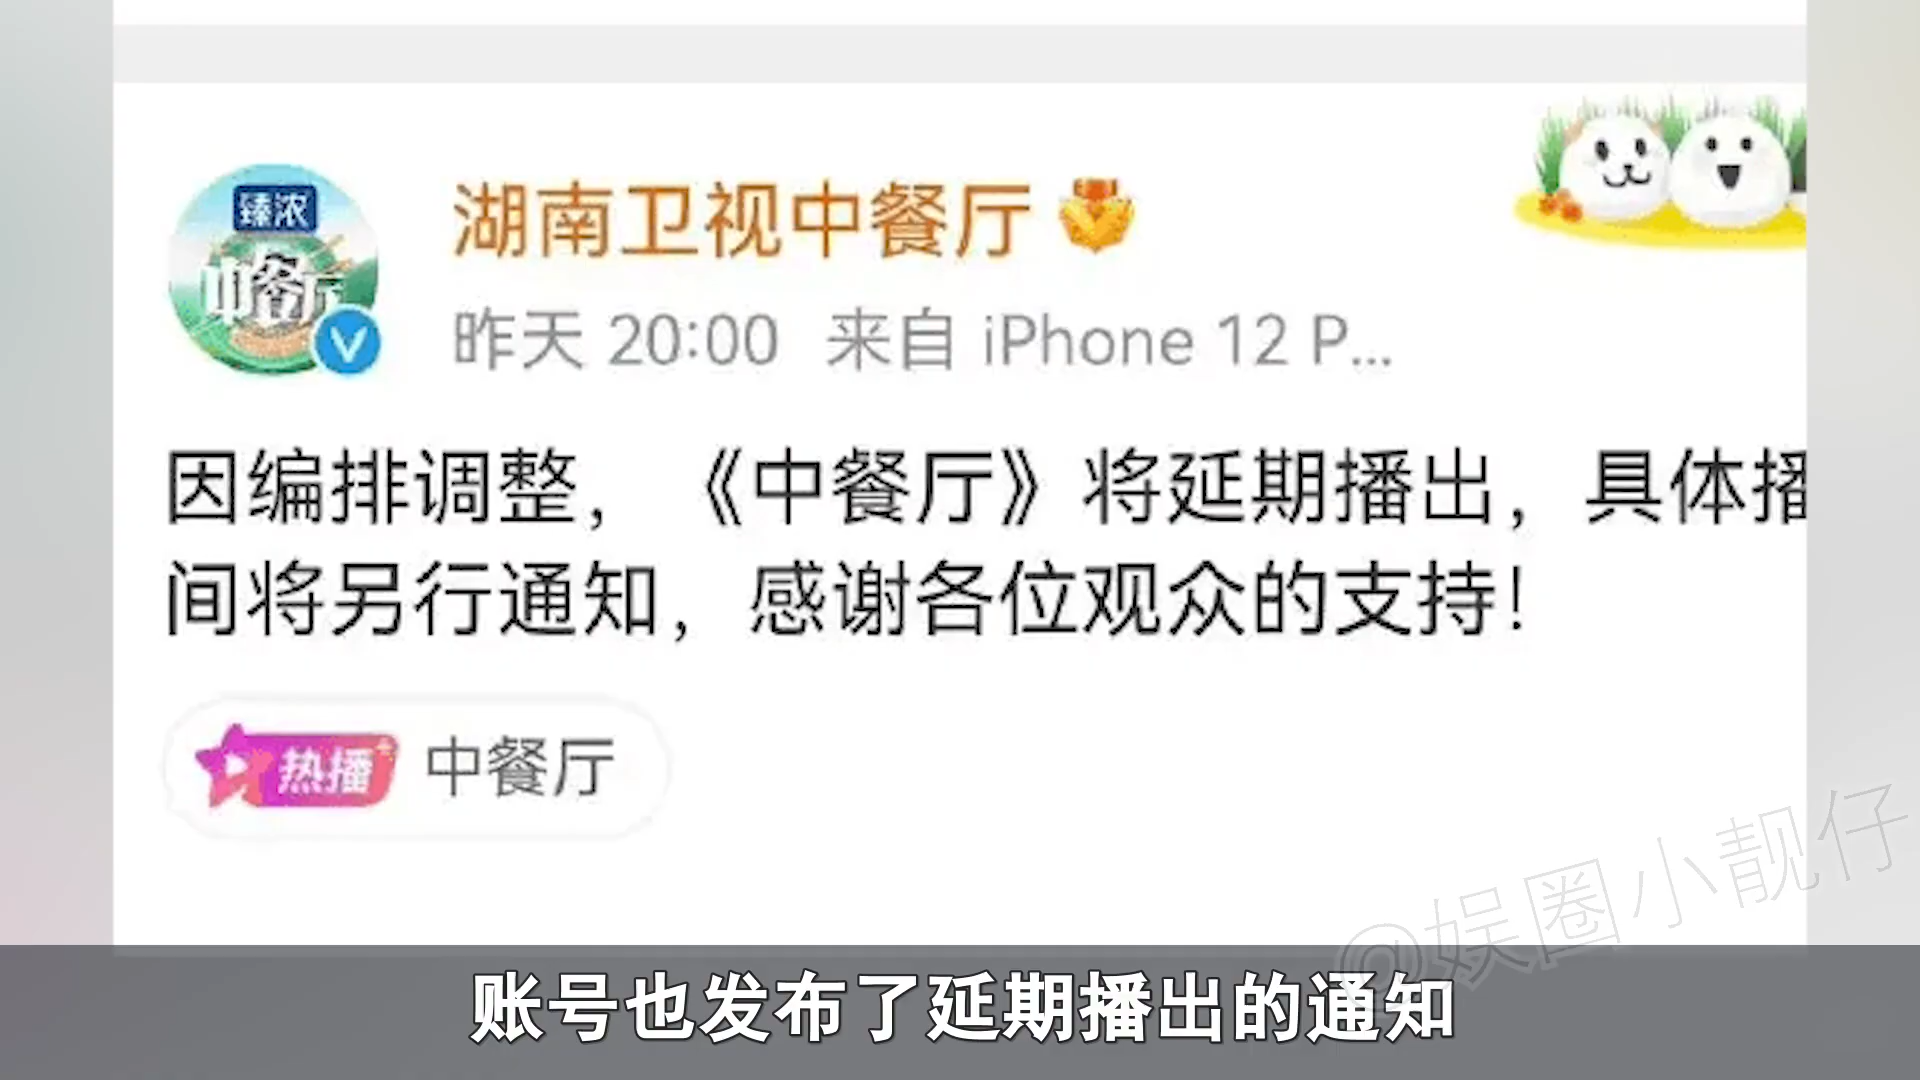 臻浓
中餐厅
湖南卫视中餐厅
昨天 20:00 来自 iPhone 12 P...
因编排调整，《中餐厅》将延期播出，具体播
间将另行通知，感谢各位观众的支持！
热播 中餐厅
@娱圈小靓仔
账号也发布了延期播出的通知